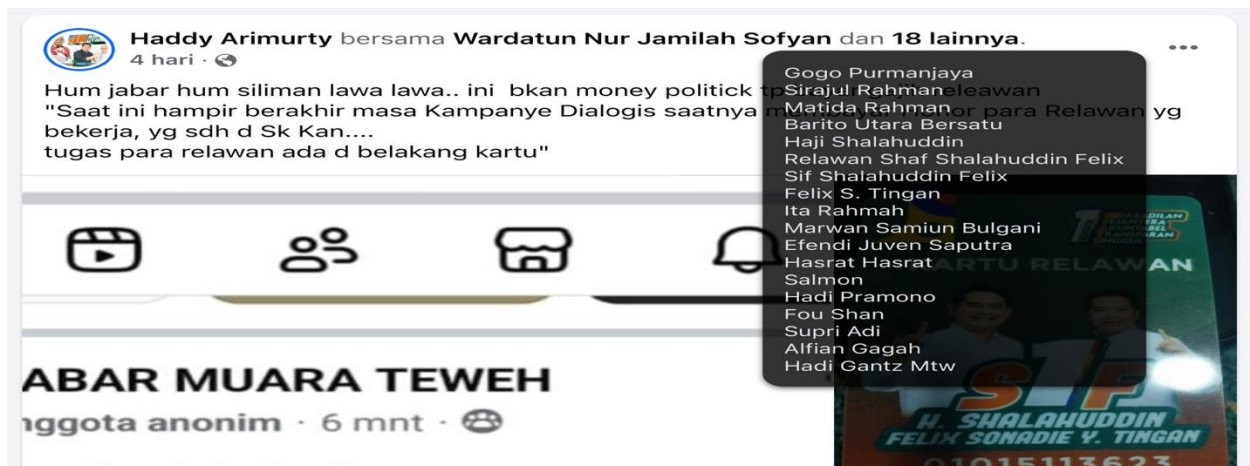 Haddy Arimurty bersama Wardatun Nur Jamilah Sofyan dan 18 lainnya.
4 hari ·
Hum jabar hum siliman lawa lawa.. ini bkan money politick
"Saat ini hampir berakhir masa Kampanye Dialogis saatnya Honor para Relawan yg
bekerja, yg sdh d Sk Kan....
tugas para relawan ada d belakang kartu"
Gogo Purmanjaya
Sirajul Rahman
Matida Rahman
Barito Utara Bersatu
Haji Shalahuddin
Relawan Shaf Shalahuddin Felix
Sif Shalahuddin Felix
Felix S. Tingan
Ita Rahmah
Marwan Samiun Bulgani
Efendi Juven Saputra
Hasrat Hasrat
Salmon
Hadi Pramono
Fou Shan
Supri Adi
Alfian Gagah
Hadi Gantz Mtw
ABAR MUARA TEWEH
nggota anonim · 6 mnt ·
KARTU RELAWAN
H. SHALAHUDDIN
FELIX SONADIE Y. TINGAN
01015113623